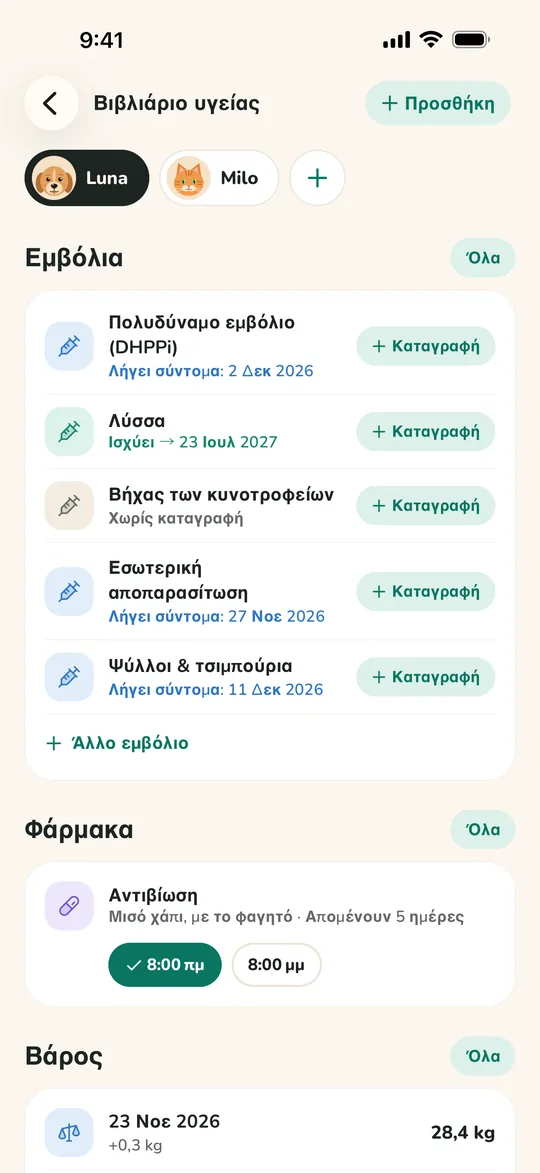 9:41
Βιβλιάριο υγείας
+ Προσθήκη
Luna
Milo
+
Εμβόλια
Όλα
Πολυδύναμο εμβόλιο
(DHPPi)
Λήγει σύντομα: 2 Δεκ 2026
+ Καταγραφή
Λύσσα
Ισχύει → 23 Ιουλ 2027
+ Καταγραφή
Βήχας των κυνοτροφείων
Χωρίς καταγραφή
+ Καταγραφή
Εσωτερική
αποπαρασίτωση
Λήγει σύντομα: 27 Νοε 2026
+ Καταγραφή
Ψύλλοι & τσιμπούρια
Λήγει σύντομα: 11 Δεκ 2026
+ Καταγραφή
+ Άλλο εμβόλιο
Φάρμακα
Όλα
Αντιβίωση
Μισό χάπι, με το φαγητό · Απομένουν 5 ημέρες
✓ 8:00 πμ
8:00 μμ
Βάρος
Όλα
23 Νοε 2026
+0,3 kg
28,4 kg